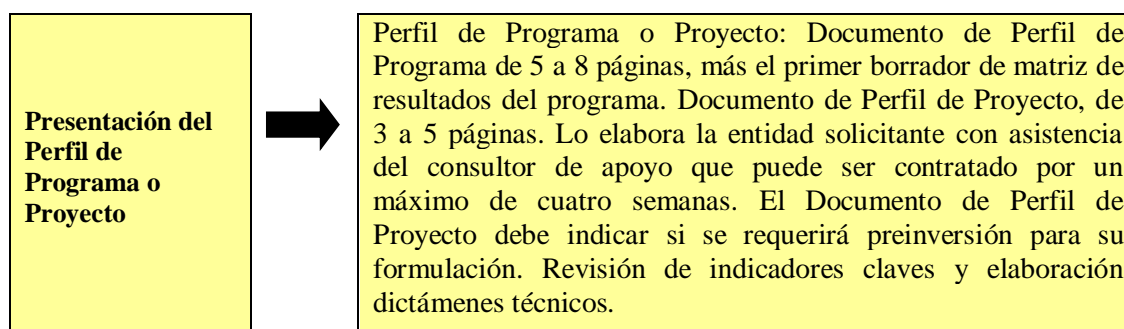 Presentación del
Perfil de
Programa o
Proyecto
Perfil de Programa o Proyecto: Documento de Perfil de
Programa de 5 a 8 páginas, más el primer borrador de matriz de
resultados del programa. Documento de Perfil de Proyecto, de
3 a 5 páginas. Lo elabora la entidad solicitante con asistencia
del consultor de apoyo que puede ser contratado por un
máximo de cuatro semanas. El Documento de Perfil de
Proyecto debe indicar si se requerirá preinversión para su
formulación. Revisión de indicadores claves y elaboración
dictámenes técnicos.